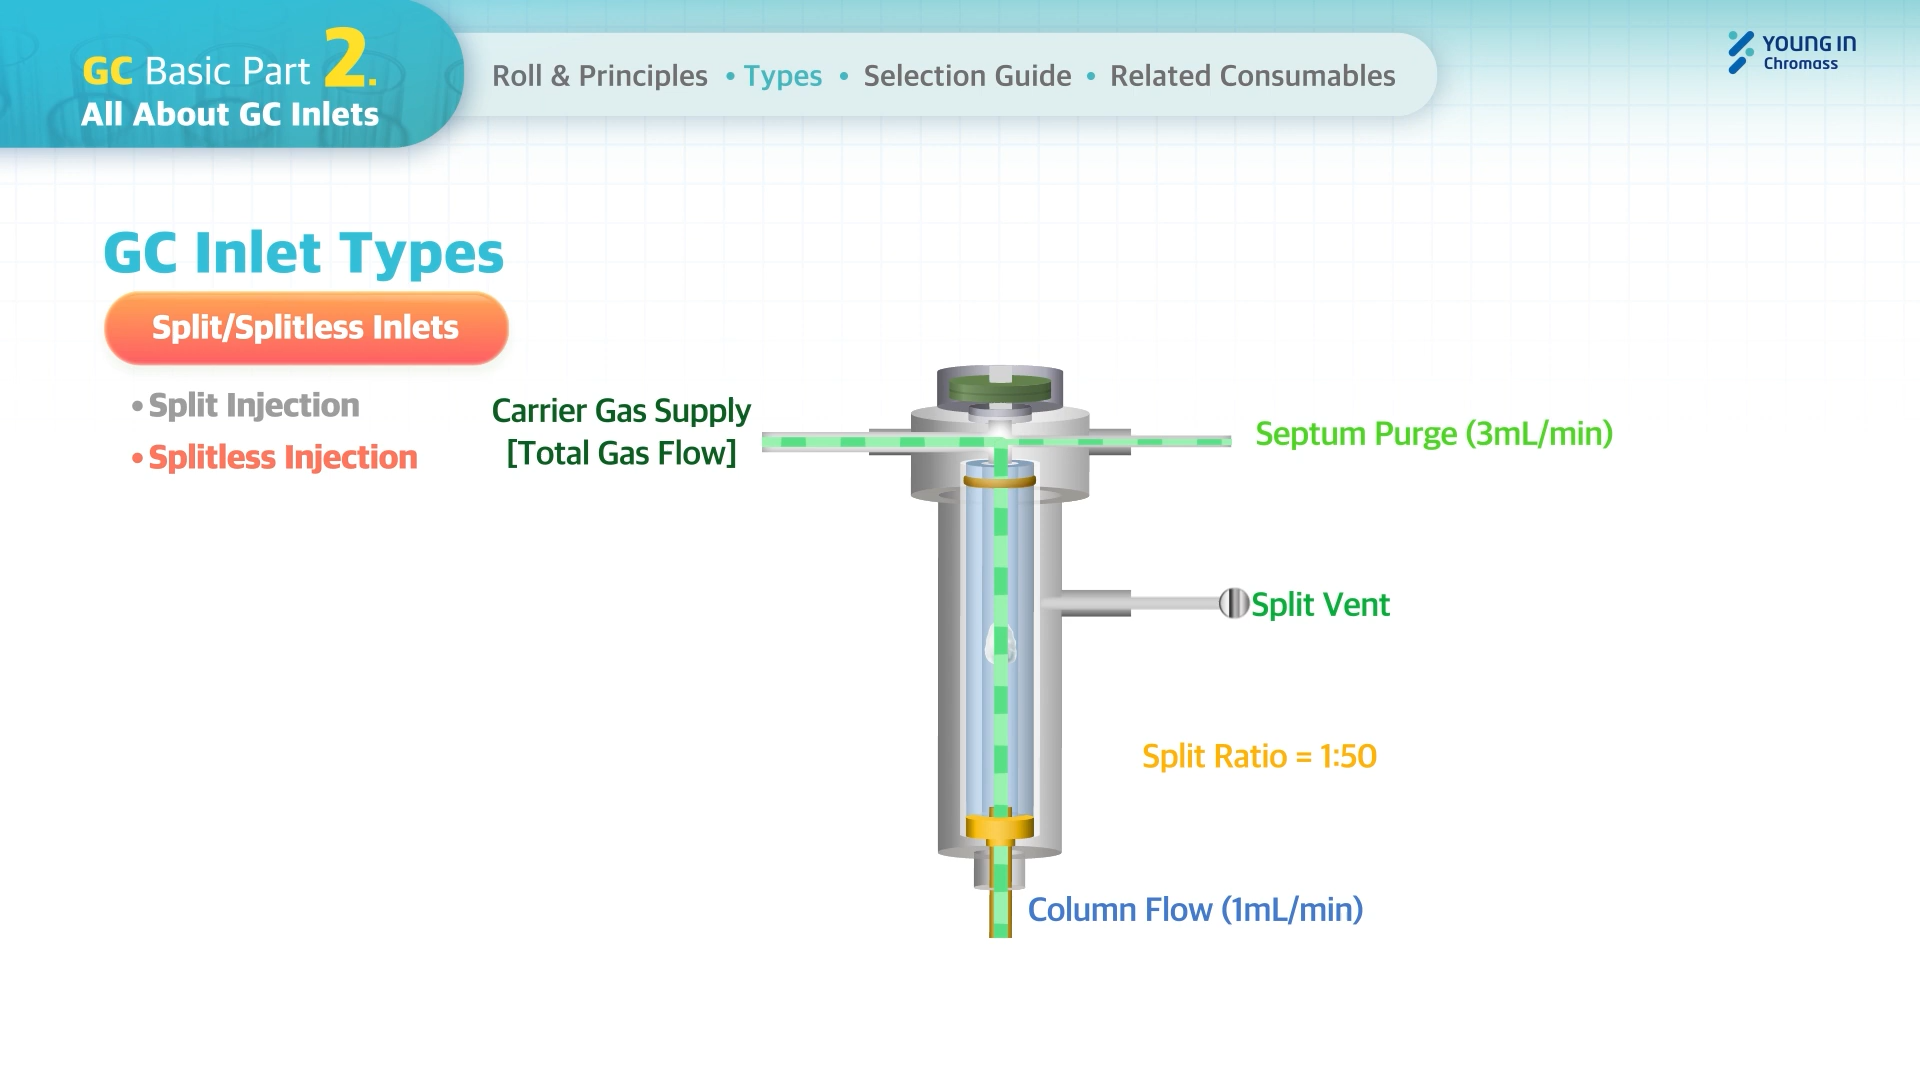 GC Basic Part 2.
All About GC Inlets
Roll & Principles • Types • Selection Guide • Related Consumables
YOUNG IN
Chromass
GC Inlet Types
Split/Splitless Inlets
• Split Injection
• Splitless Injection
Carrier Gas Supply
[Total Gas Flow]
Septum Purge (3mL/min)
Split Vent
Split Ratio = 1:50
Column Flow (1mL/min)